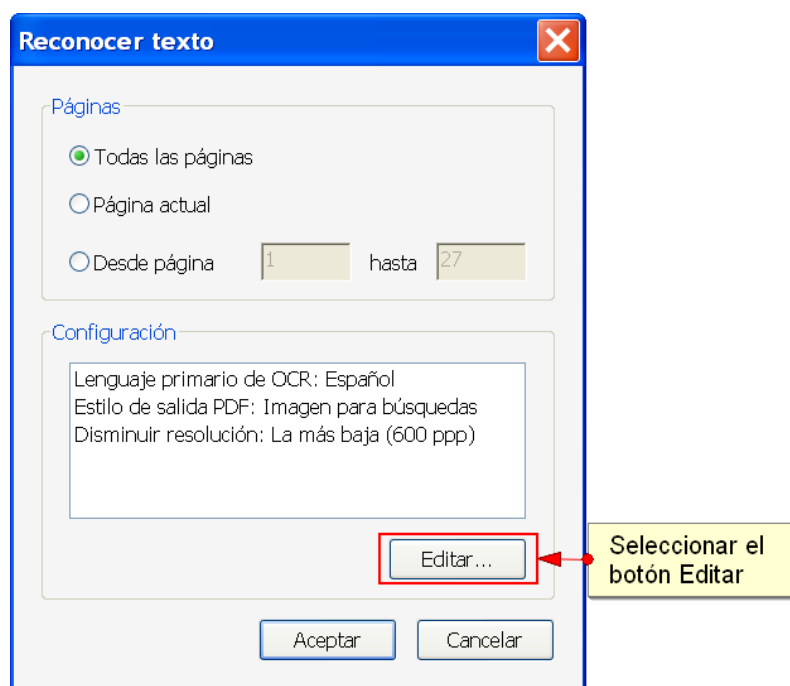 Reconocer texto
Páginas
Todas las páginas
Página actual
Desde página 1 hasta 27
Configuración
Lenguaje primario de OCR: Español
Estilo de salida PDF: Imagen para búsquedas
Disminuir resolución: La más baja (600 ppp)
Editar...
Seleccionar el
botón Editar
Aceptar Cancelar